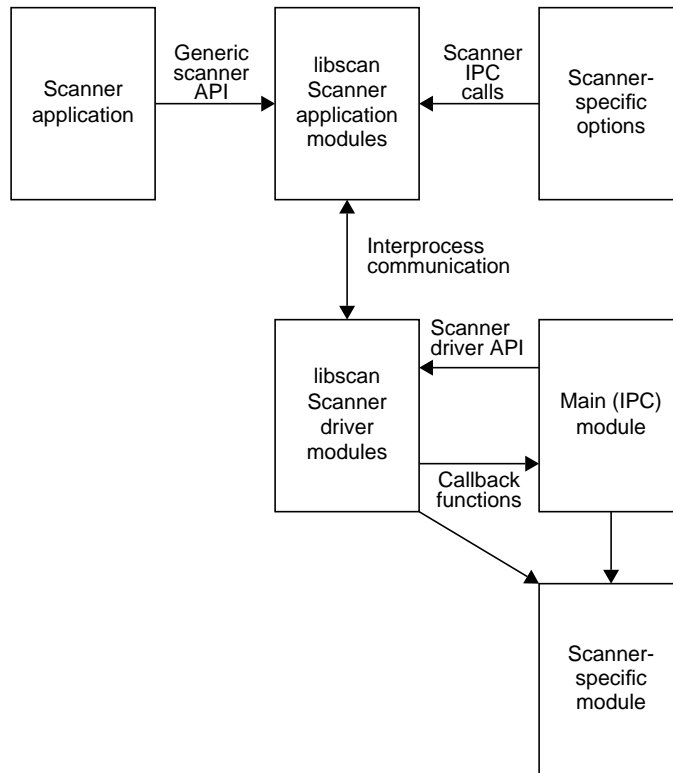 Scanner
application
Generic
scanner
API
libscan
Scanner
application
modules
Scanner
IPC
calls
Scanner-
specific
options
Interprocess
communication
libscan
Scanner
driver
modules
Scanner
driver API
Main (IPC)
module
Callback
functions
Scanner-
specific
module